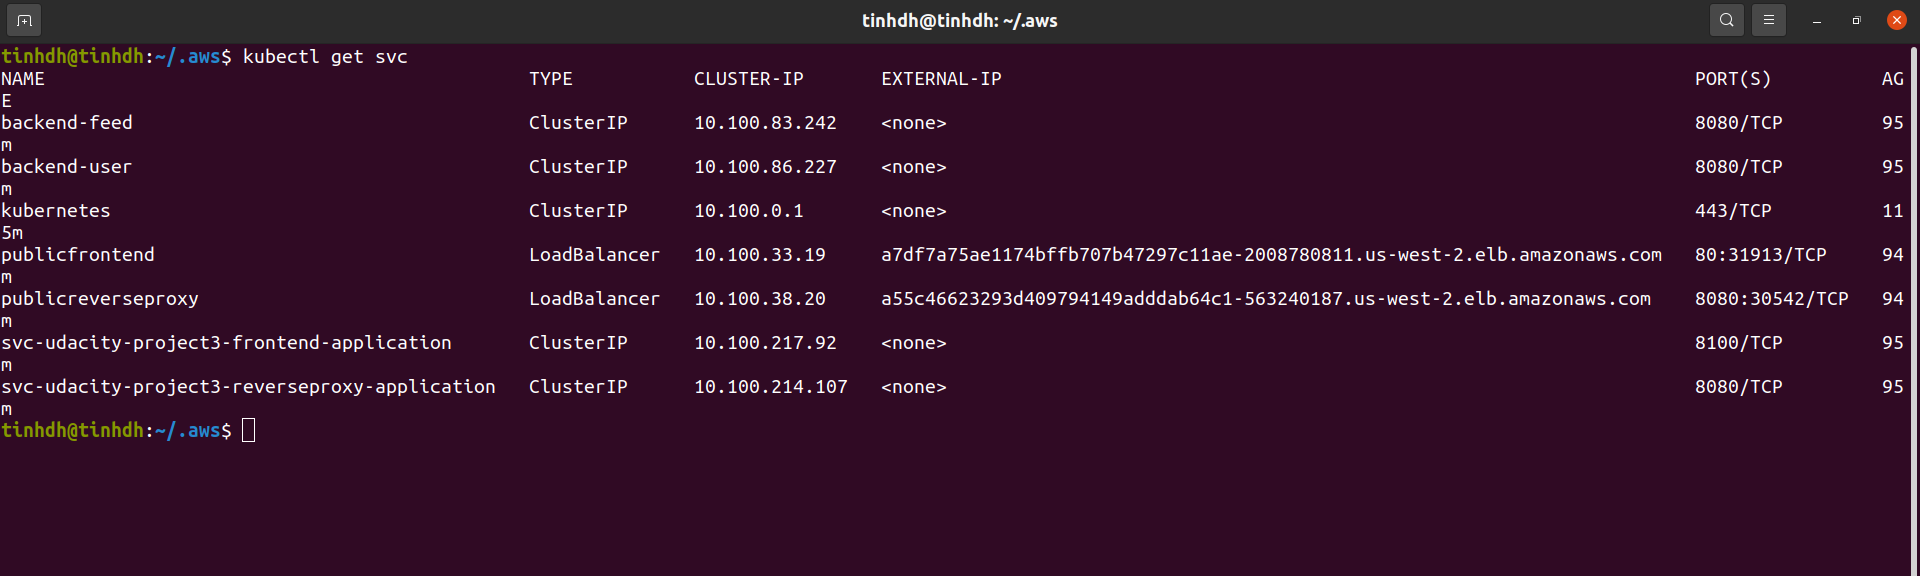 tinhdh@tinhdh: ~/.aws
tinhdh@tinhdh:~/.aws$ kubectl get svc
NAME TYPE CLUSTER-IP EXTERNAL-IP PORT(S) AG
E
backend-feed ClusterIP 10.100.83.242 <none> 8080/TCP 95
m
backend-user ClusterIP 10.100.86.227 <none> 8080/TCP 95
m
kubernetes ClusterIP 10.100.0.1 <none> 443/TCP 11
5m
publicfrontend LoadBalancer 10.100.33.19 a7df7a75ae1174bffb707b47297c11ae-2008780811.us-west-2.elb.amazonaws.com 80:31913/TCP 94
m
publicreverseproxy LoadBalancer 10.100.38.20 a55c46623293d409794149adddab64c1-563240187.us-west-2.elb.amazonaws.com 8080:30542/TCP 94
m
svc-udacity-project3-frontend-application ClusterIP 10.100.217.92 <none> 8100/TCP 95
m
svc-udacity-project3-reverseproxy-application ClusterIP 10.100.214.107 <none> 8080/TCP 95
m
tinhdh@tinhdh:~/.aws$